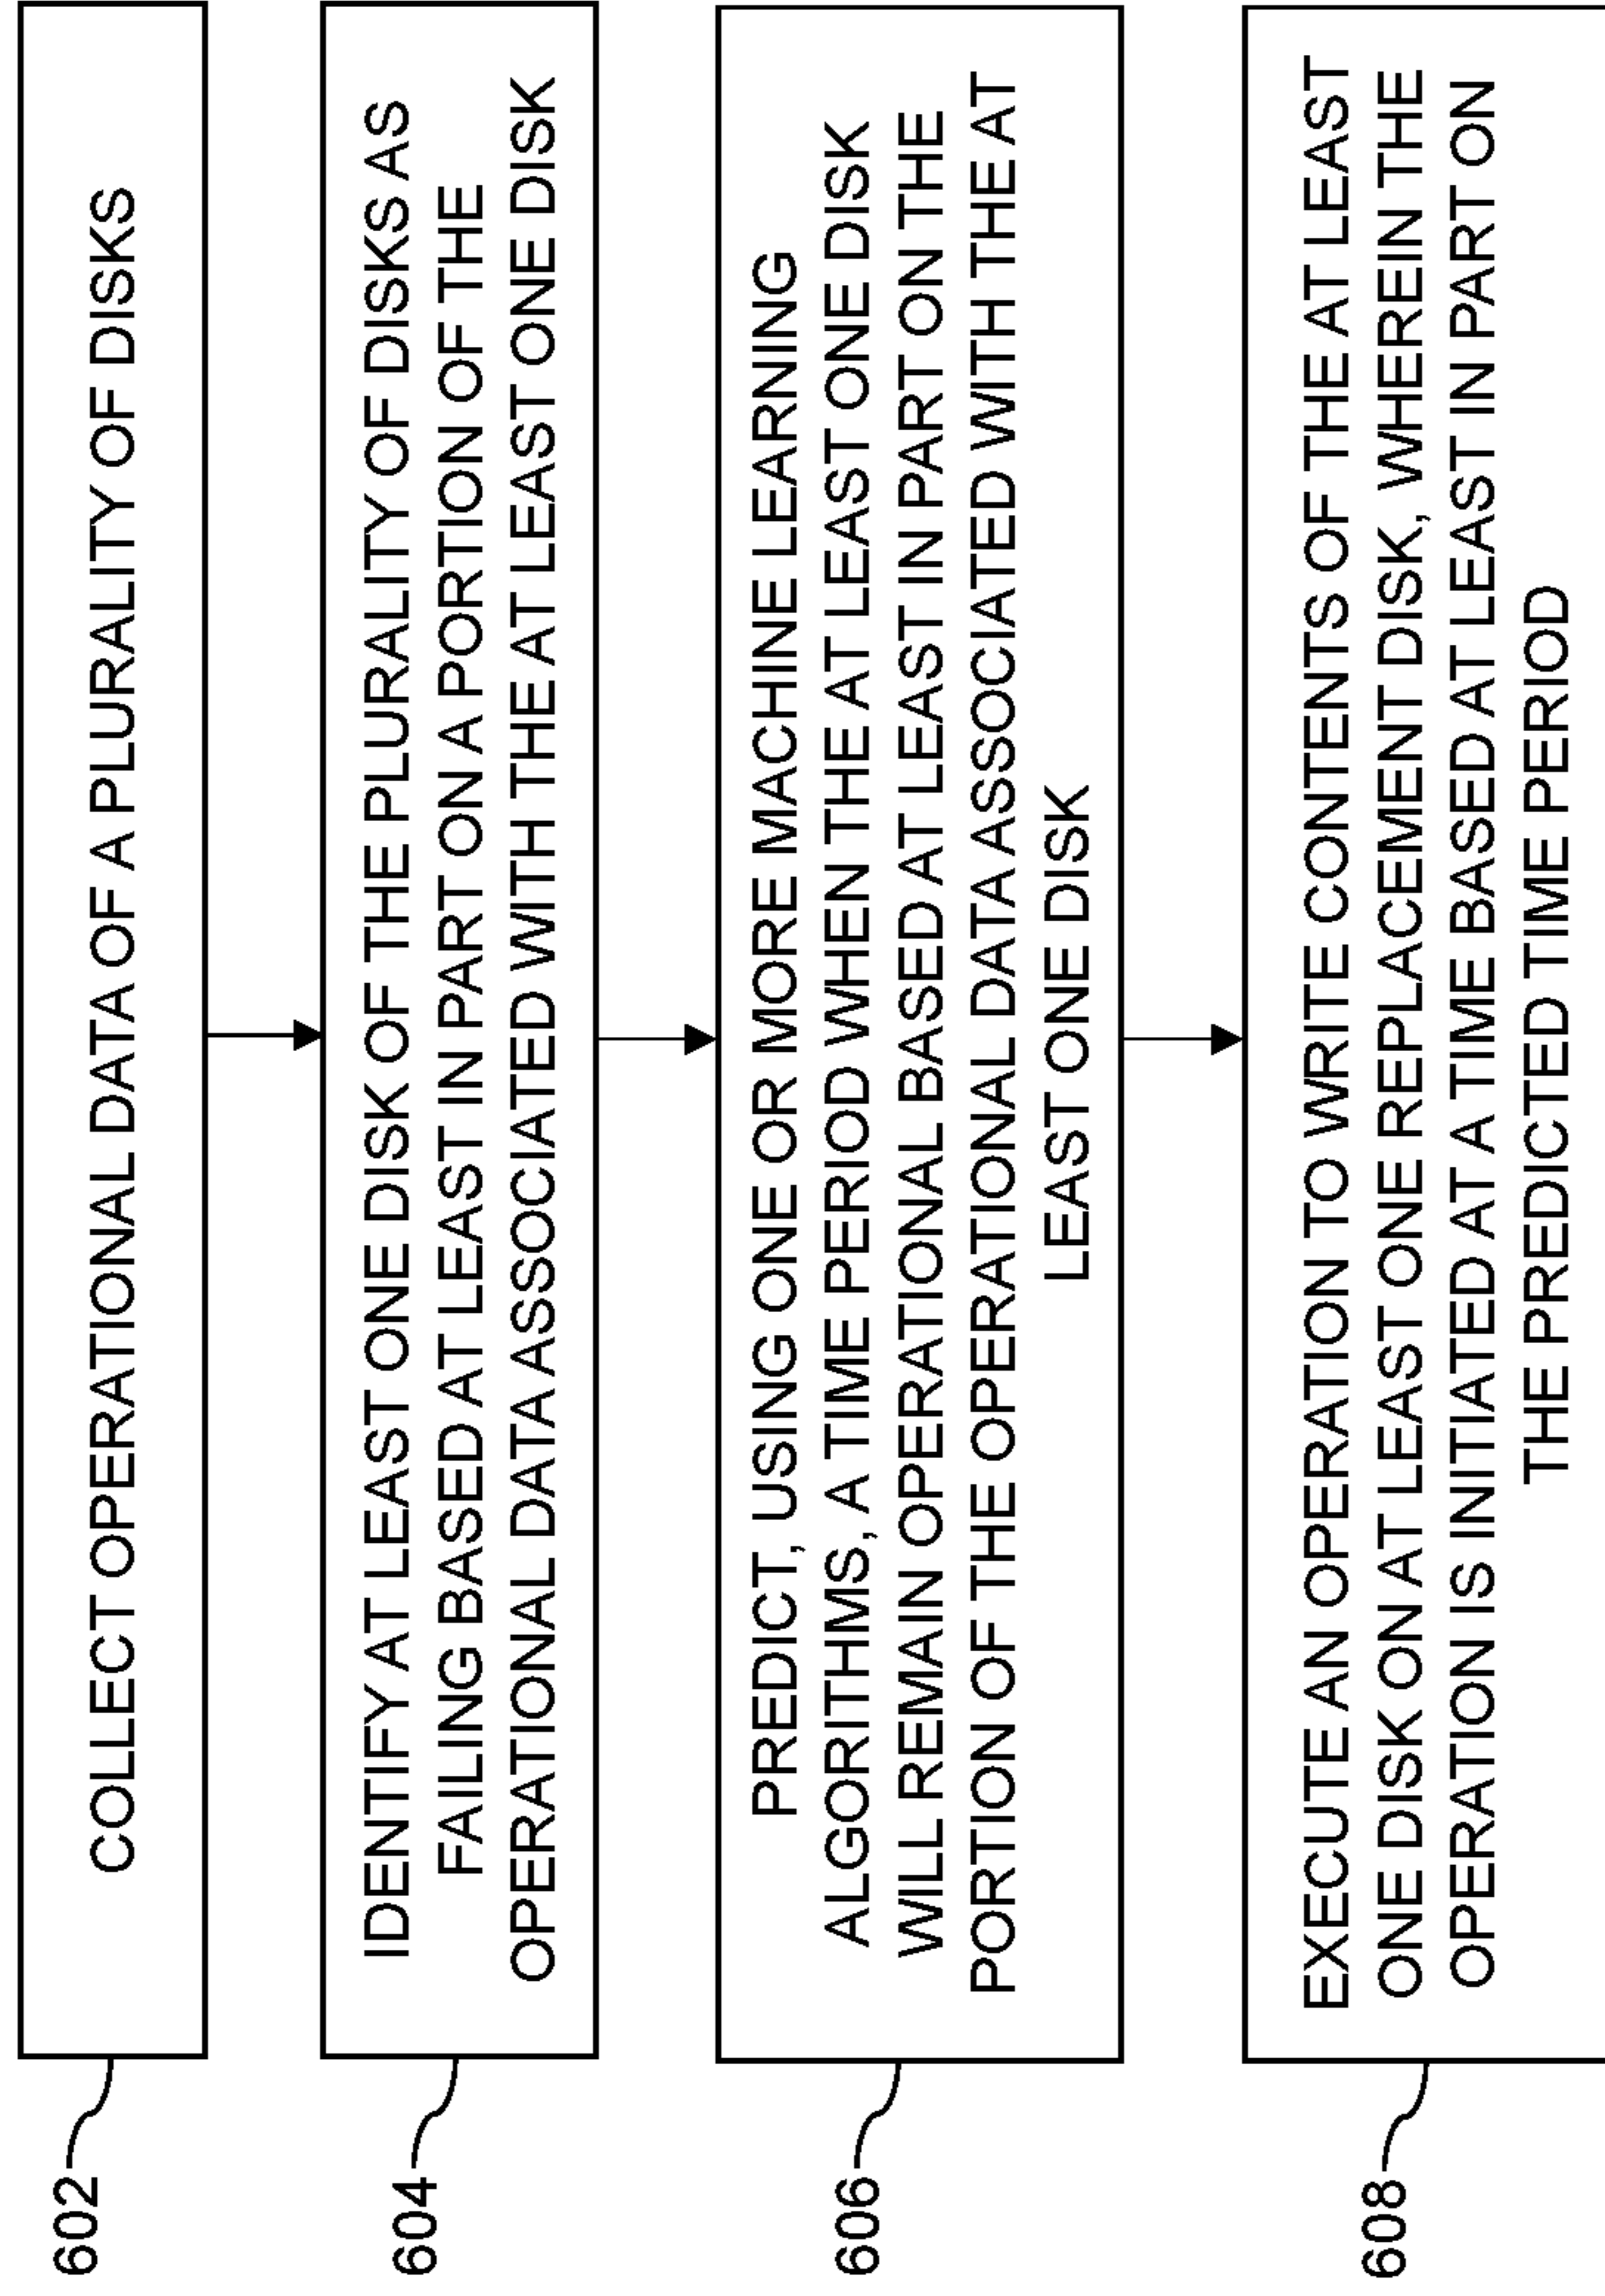 602
COLLECT OPERATIONAL DATA OF A PLURALITY OF DISKS
604
IDENTIFY AT LEAST ONE DISK OF THE PLURALITY OF DISKS AS
FAILING BASED AT LEAST IN PART ON A PORTION OF THE
OPERATIONAL DATA ASSOCIATED WITH THE AT LEAST ONE DISK
606
PREDICT, USING ONE OR MORE MACHINE LEARNING
ALGORITHMS, A TIME PERIOD WHEN THE AT LEAST ONE DISK
WILL REMAIN OPERATIONAL BASED AT LEAST IN PART ON THE
PORTION OF THE OPERATIONAL DATA ASSOCIATED WITH THE AT
LEAST ONE DISK
608
EXECUTE AN OPERATION TO WRITE CONTENTS OF THE AT LEAST
ONE DISK ON AT LEAST ONE REPLACEMENT DISK, WHEREIN THE
OPERATION IS INITIATED AT A TIME BASED AT LEAST IN PART ON
THE PREDICTED TIME PERIOD